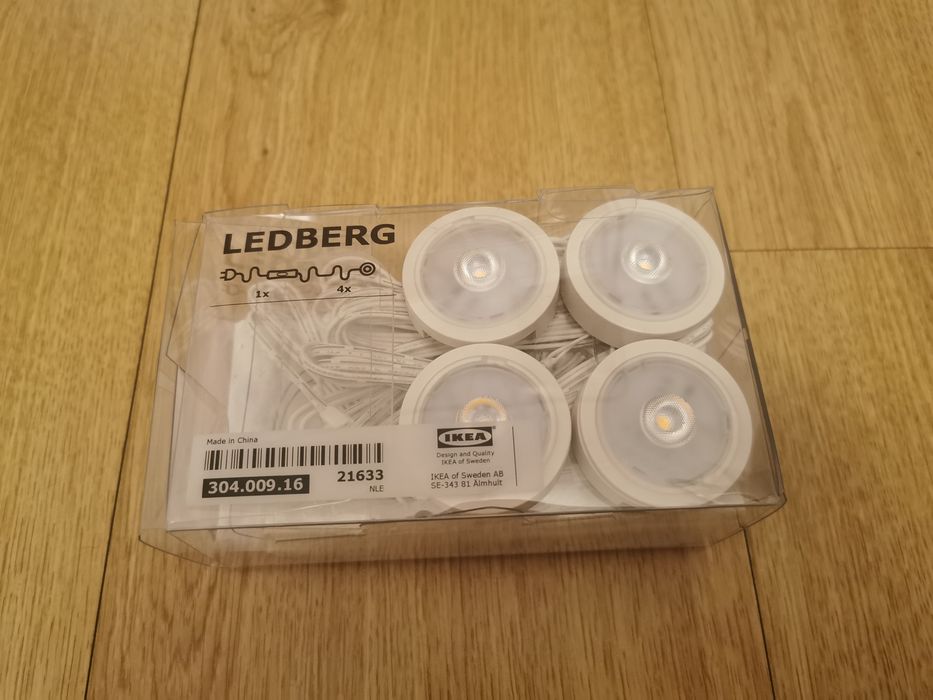 LEDBERG
1x 4x
Made in China
304.009.16
21633
NLE
IKEA
Design and Quality
IKEA of Sweden
IKEA of Sweden AB
SE-343 81 Älmhult